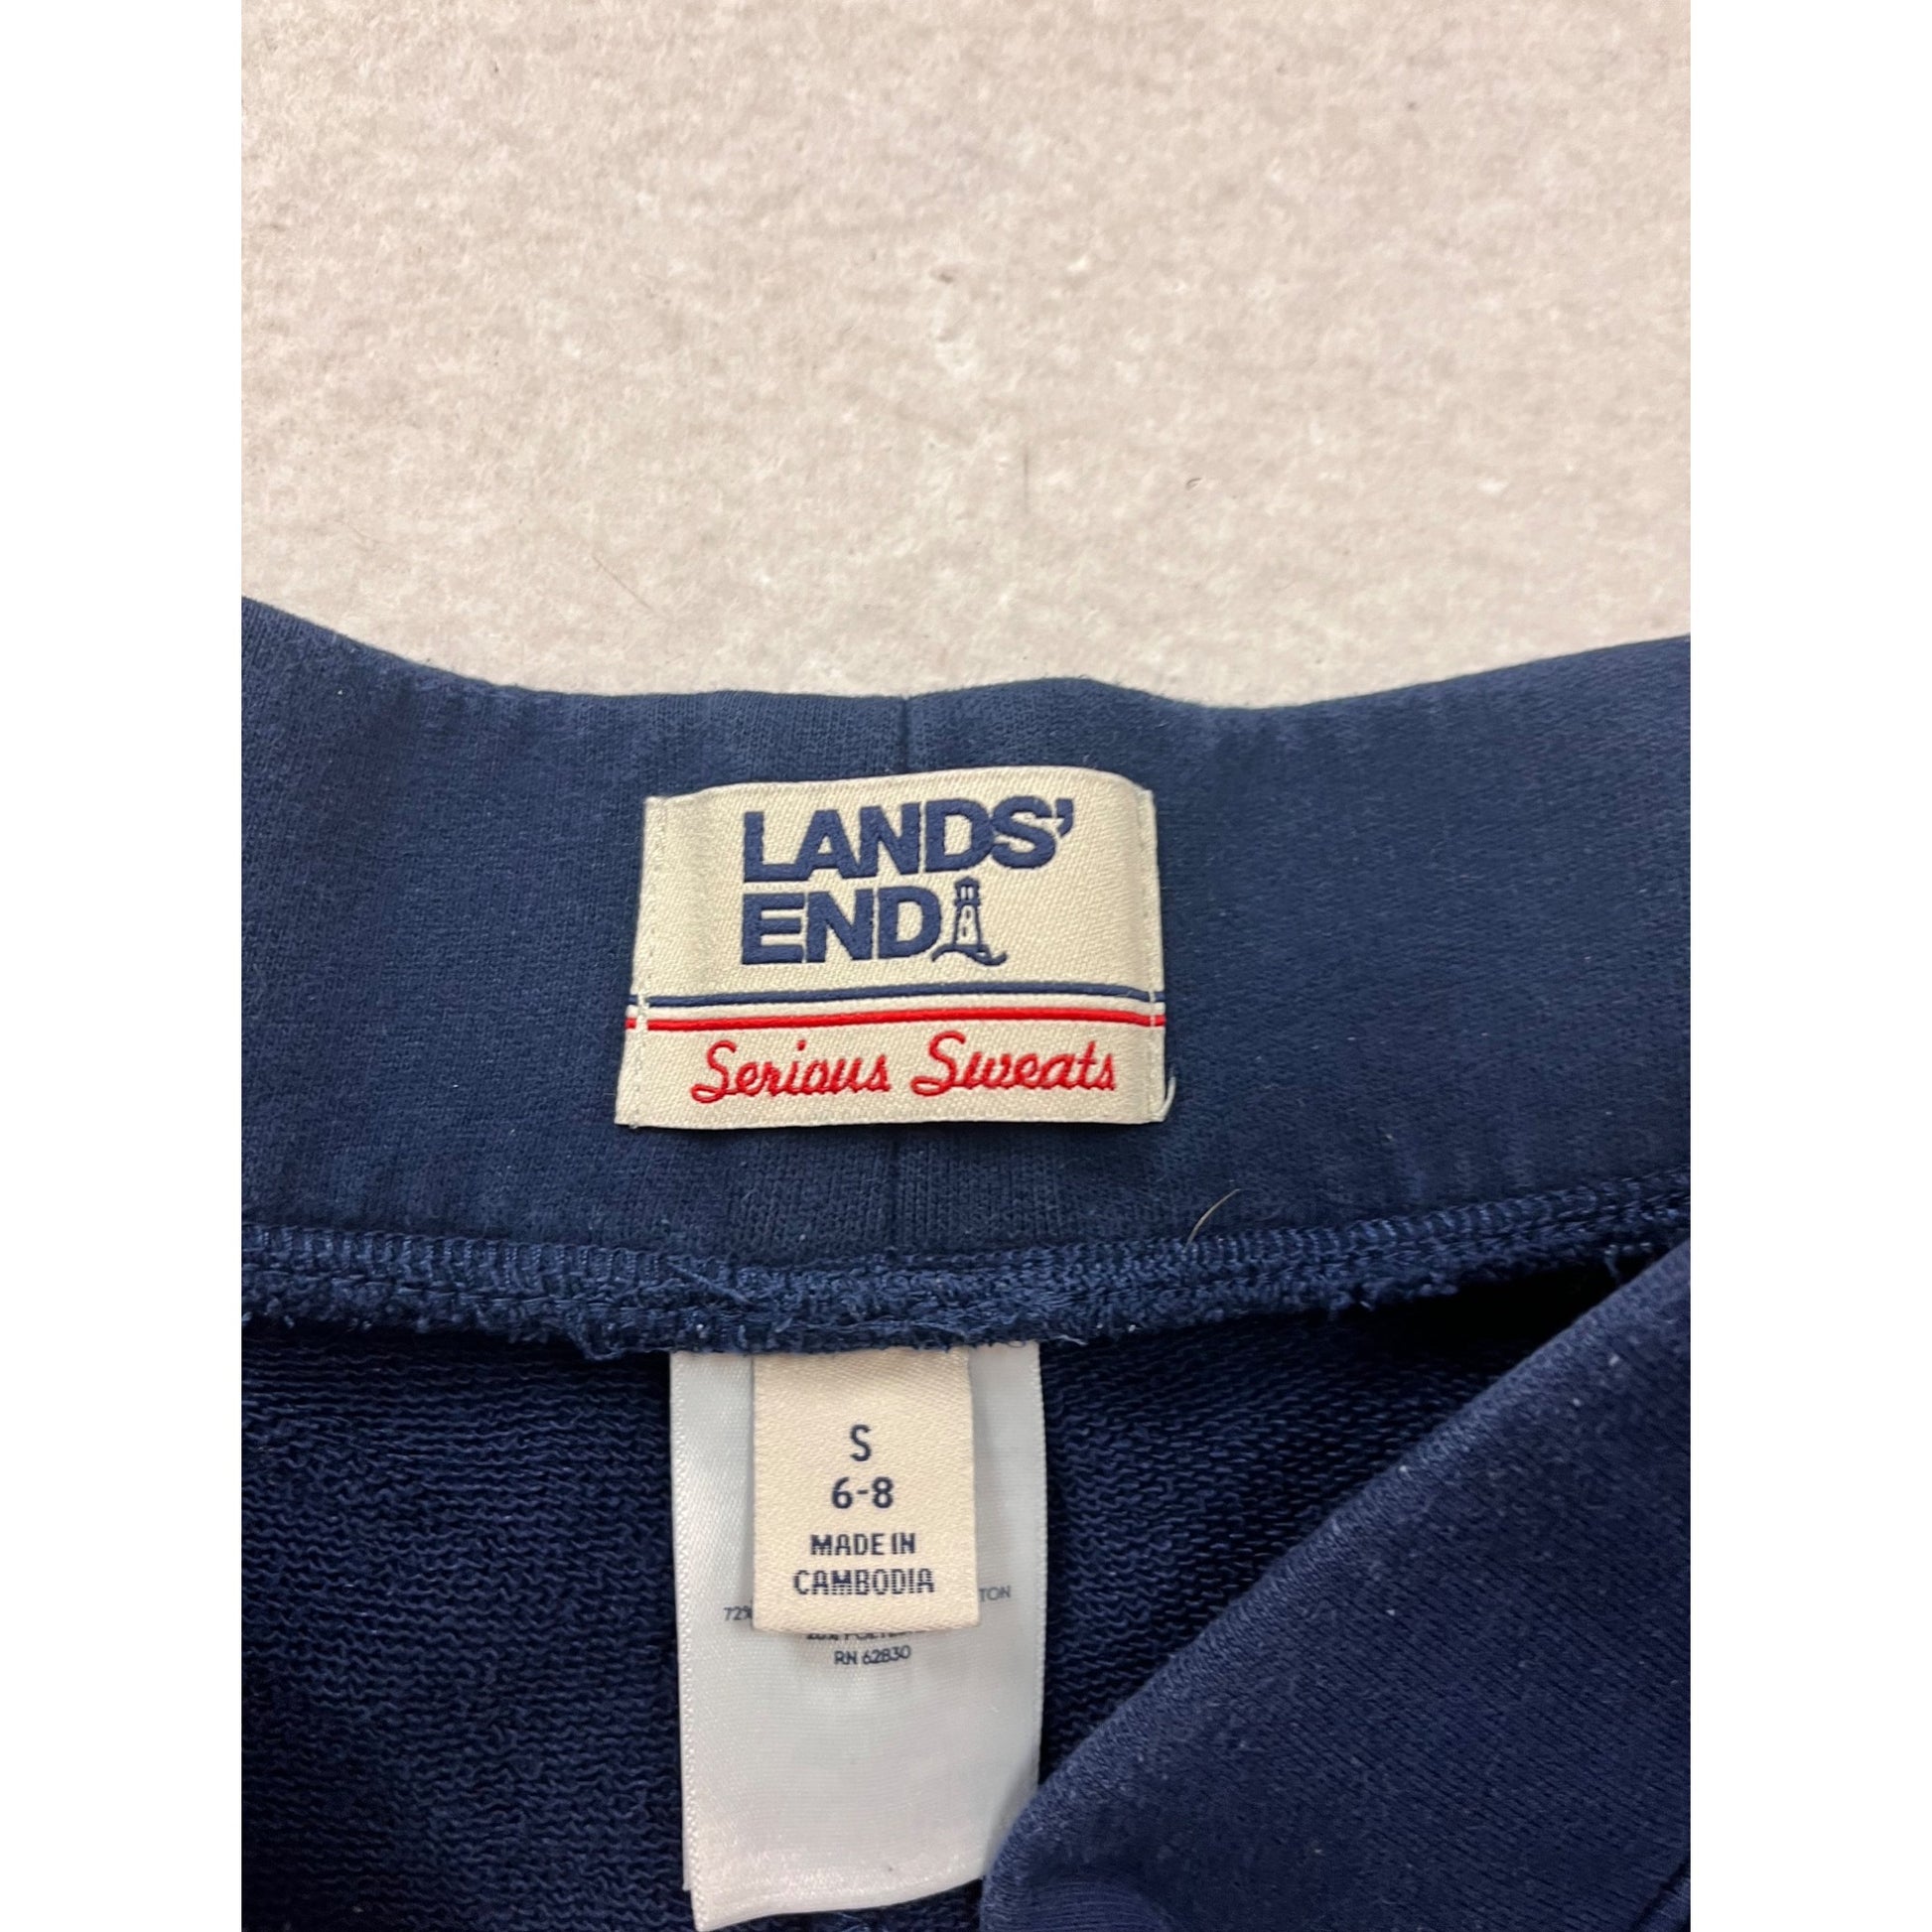 LANDS'
END
Serious Sweats
S
6-8
MADE IN
CAMBODIA
RN 62830